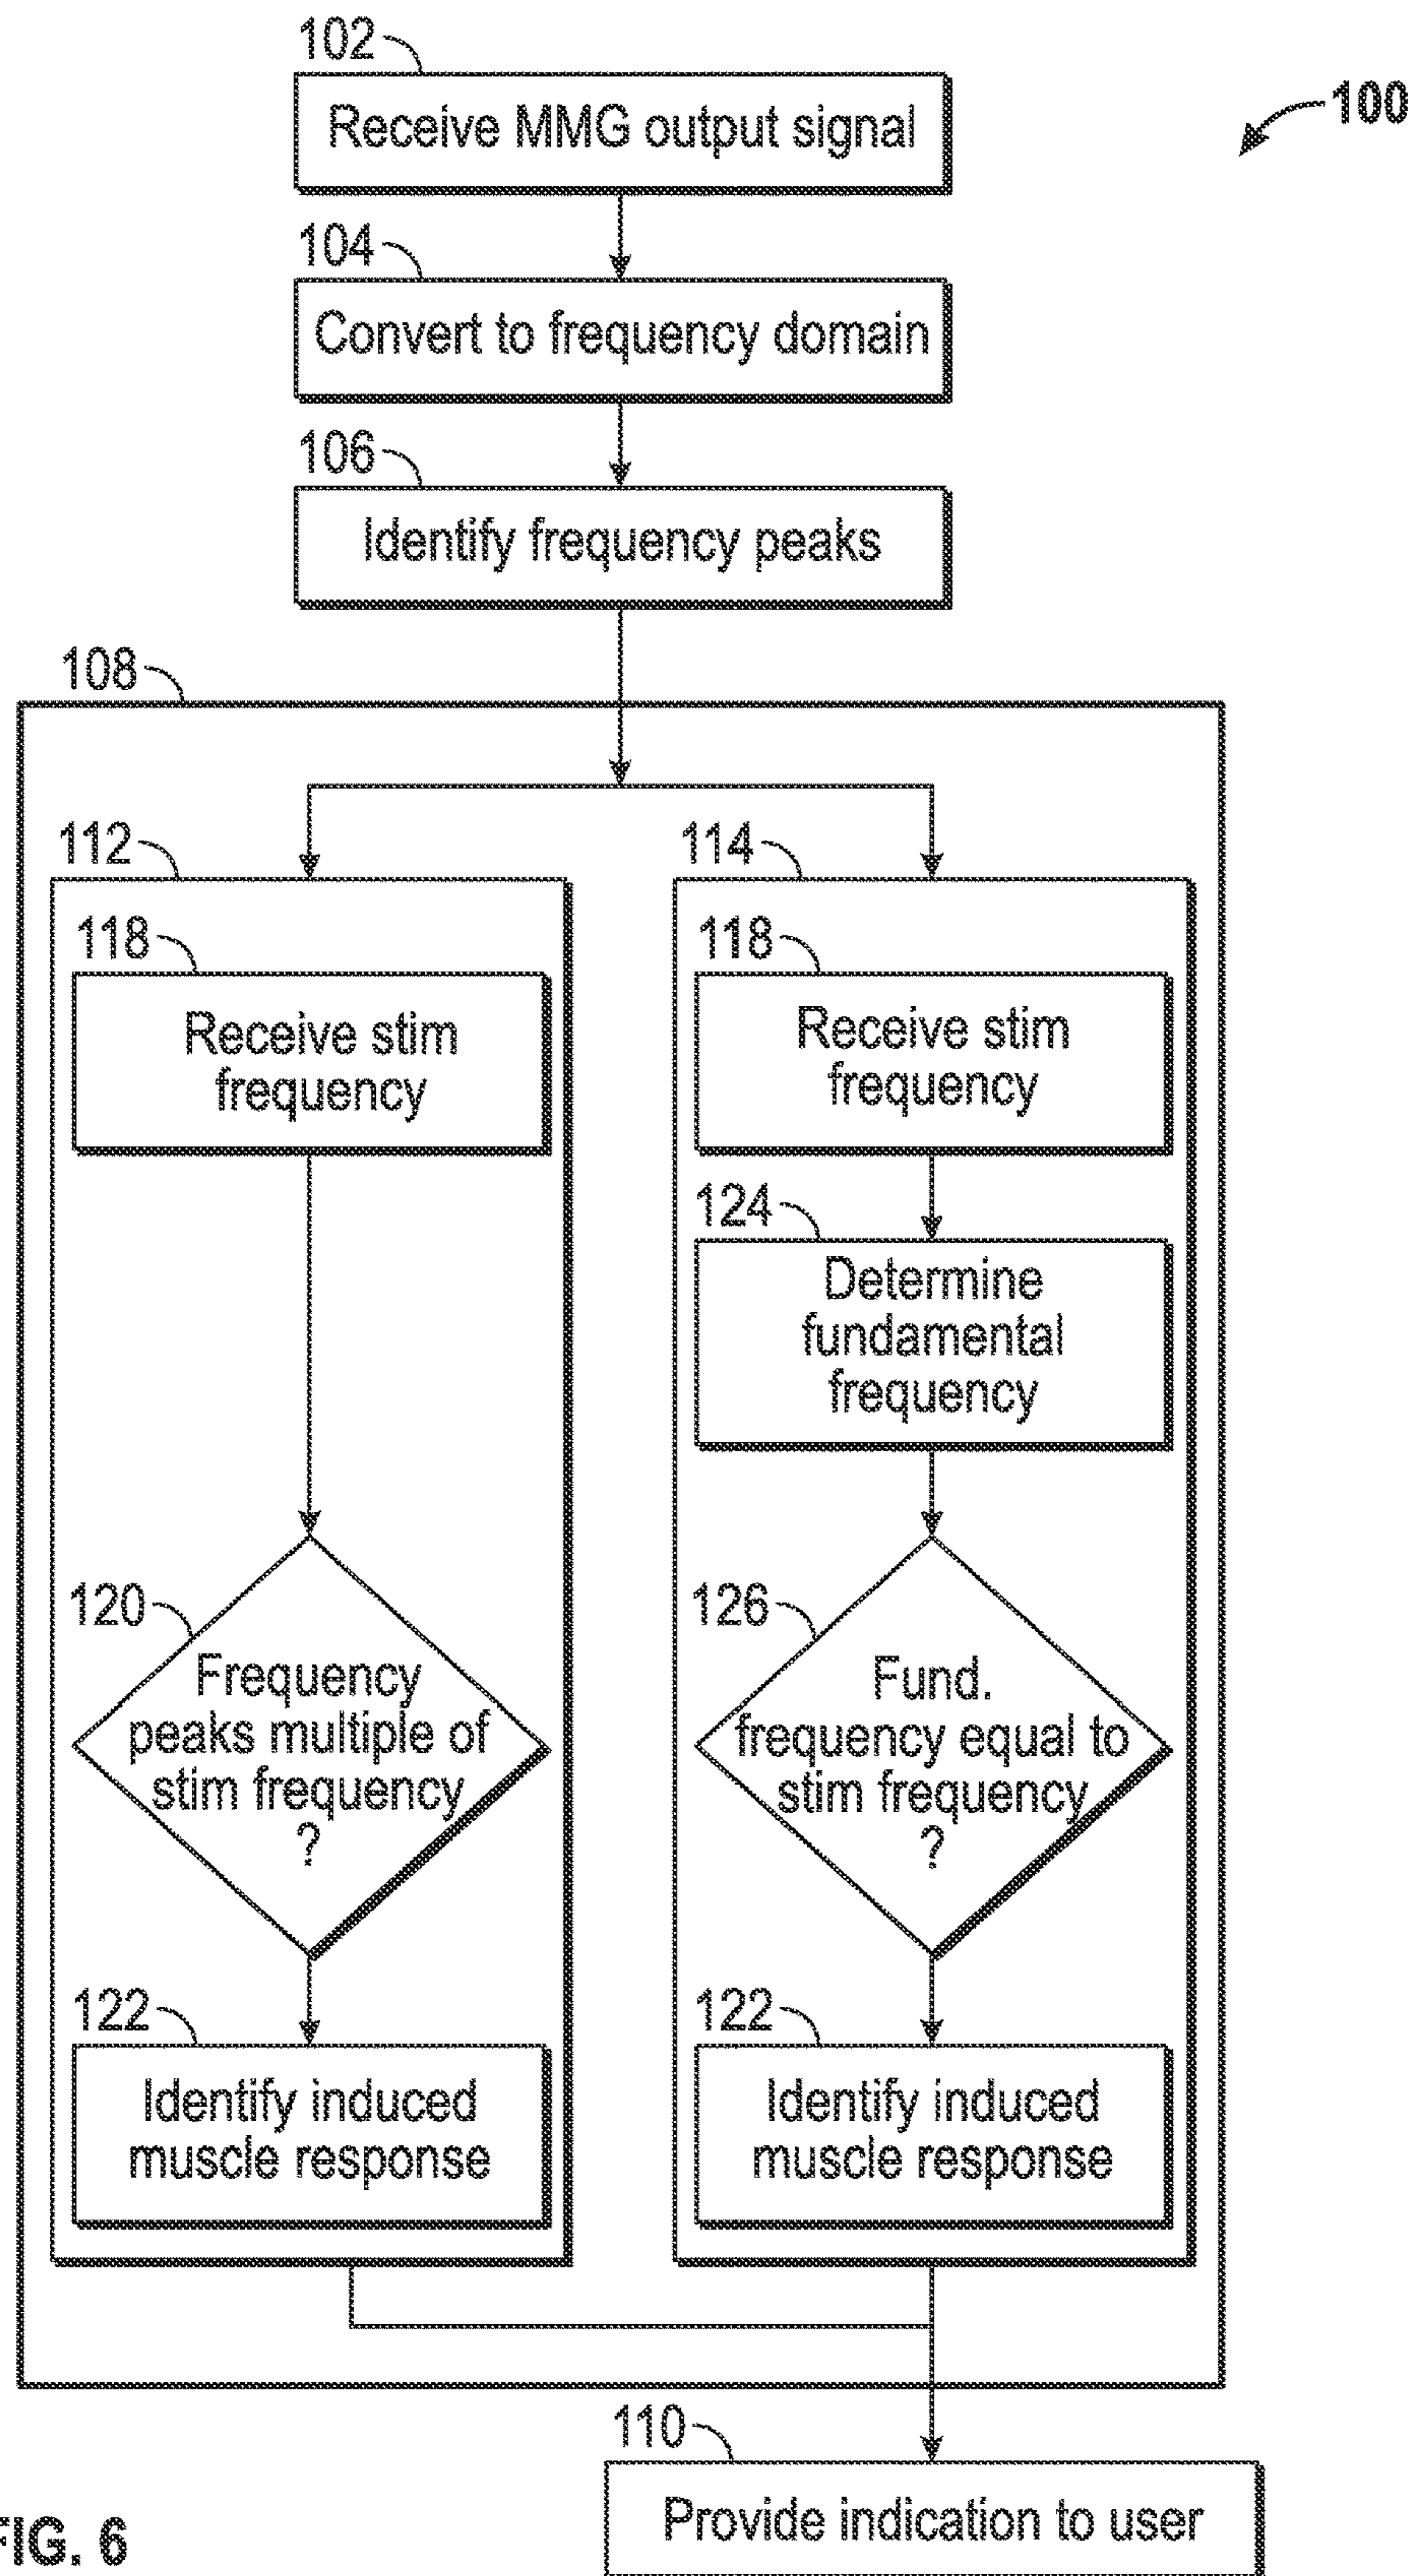 102
100
Receive MMG output signal
104
Convert to frequency domain
106
Identify frequency peaks
108
112
114
118
Receive stim
frequency
118
Receive stim
frequency
124
Determine
fundamental
frequency
120
Frequency
peaks multiple of
stim frequency
?
126
Fund.
frequency equal to
stim frequency
?
122
Identify induced
muscle response
122
Identify induced
muscle response
110
Provide indication to user
FIG. 6